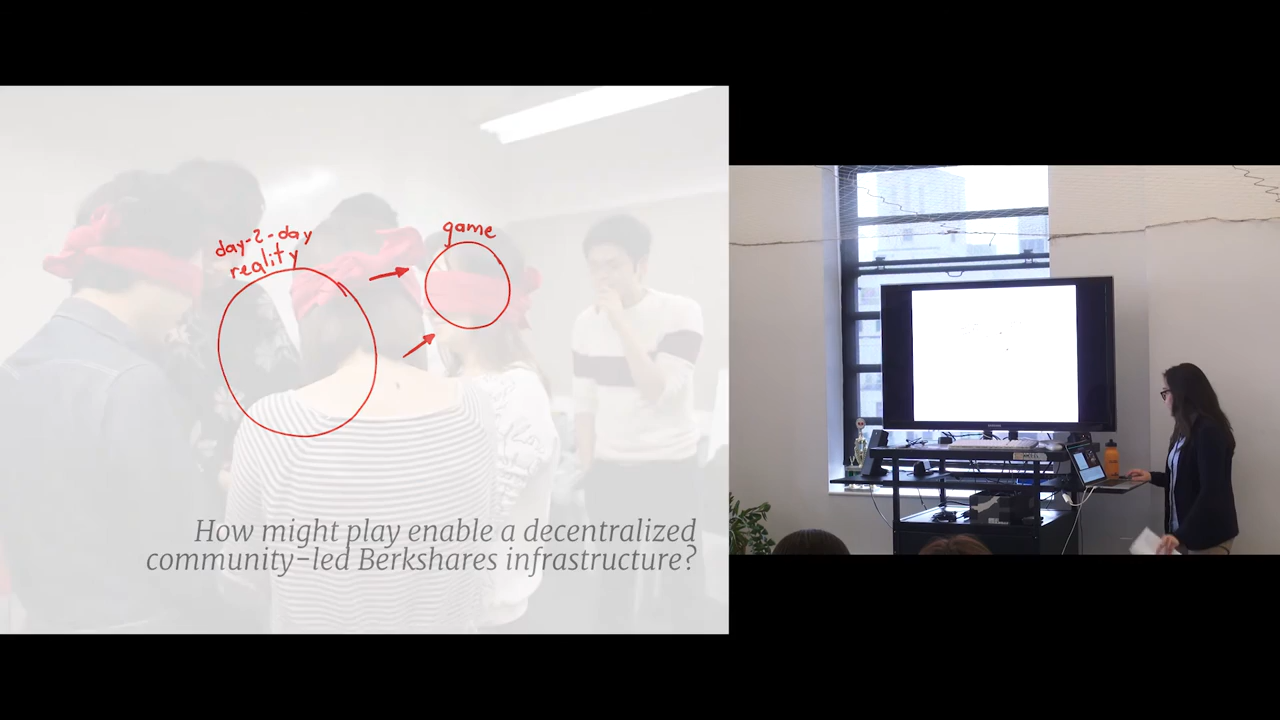 day-2-day
reality
game
How might play enable a decentralized
community-led Berkshares infrastructure?